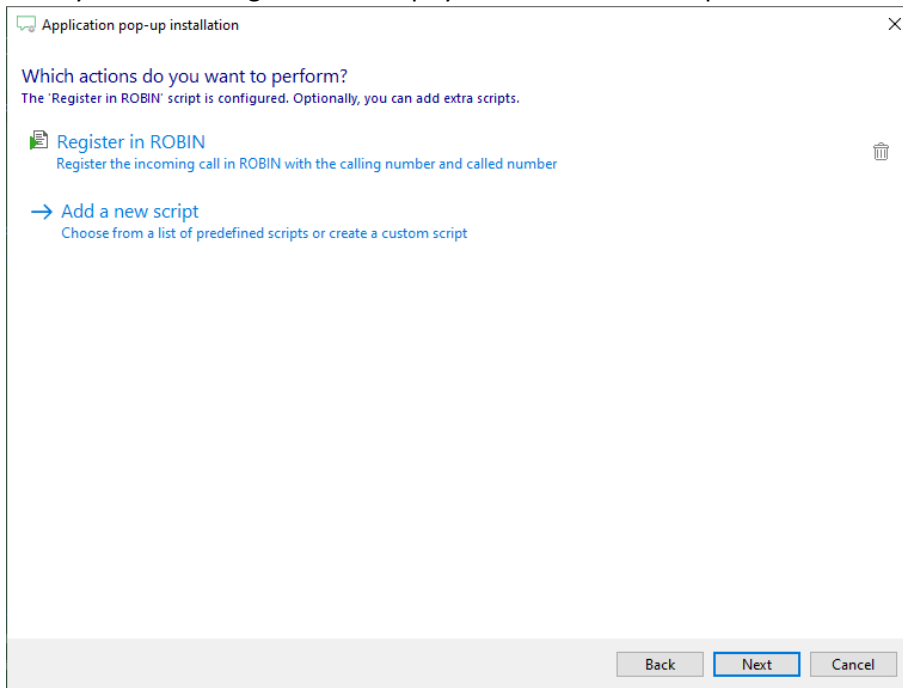 Application pop-up installation
Which actions do you want to perform?
The 'Register in ROBIN' script is configured. Optionally, you can add extra scripts.
Register in ROBIN
Register the incoming call in ROBIN with the calling number and called number
Add a new script
Choose from a list of predefined scripts or create a custom script
Back Next Cancel